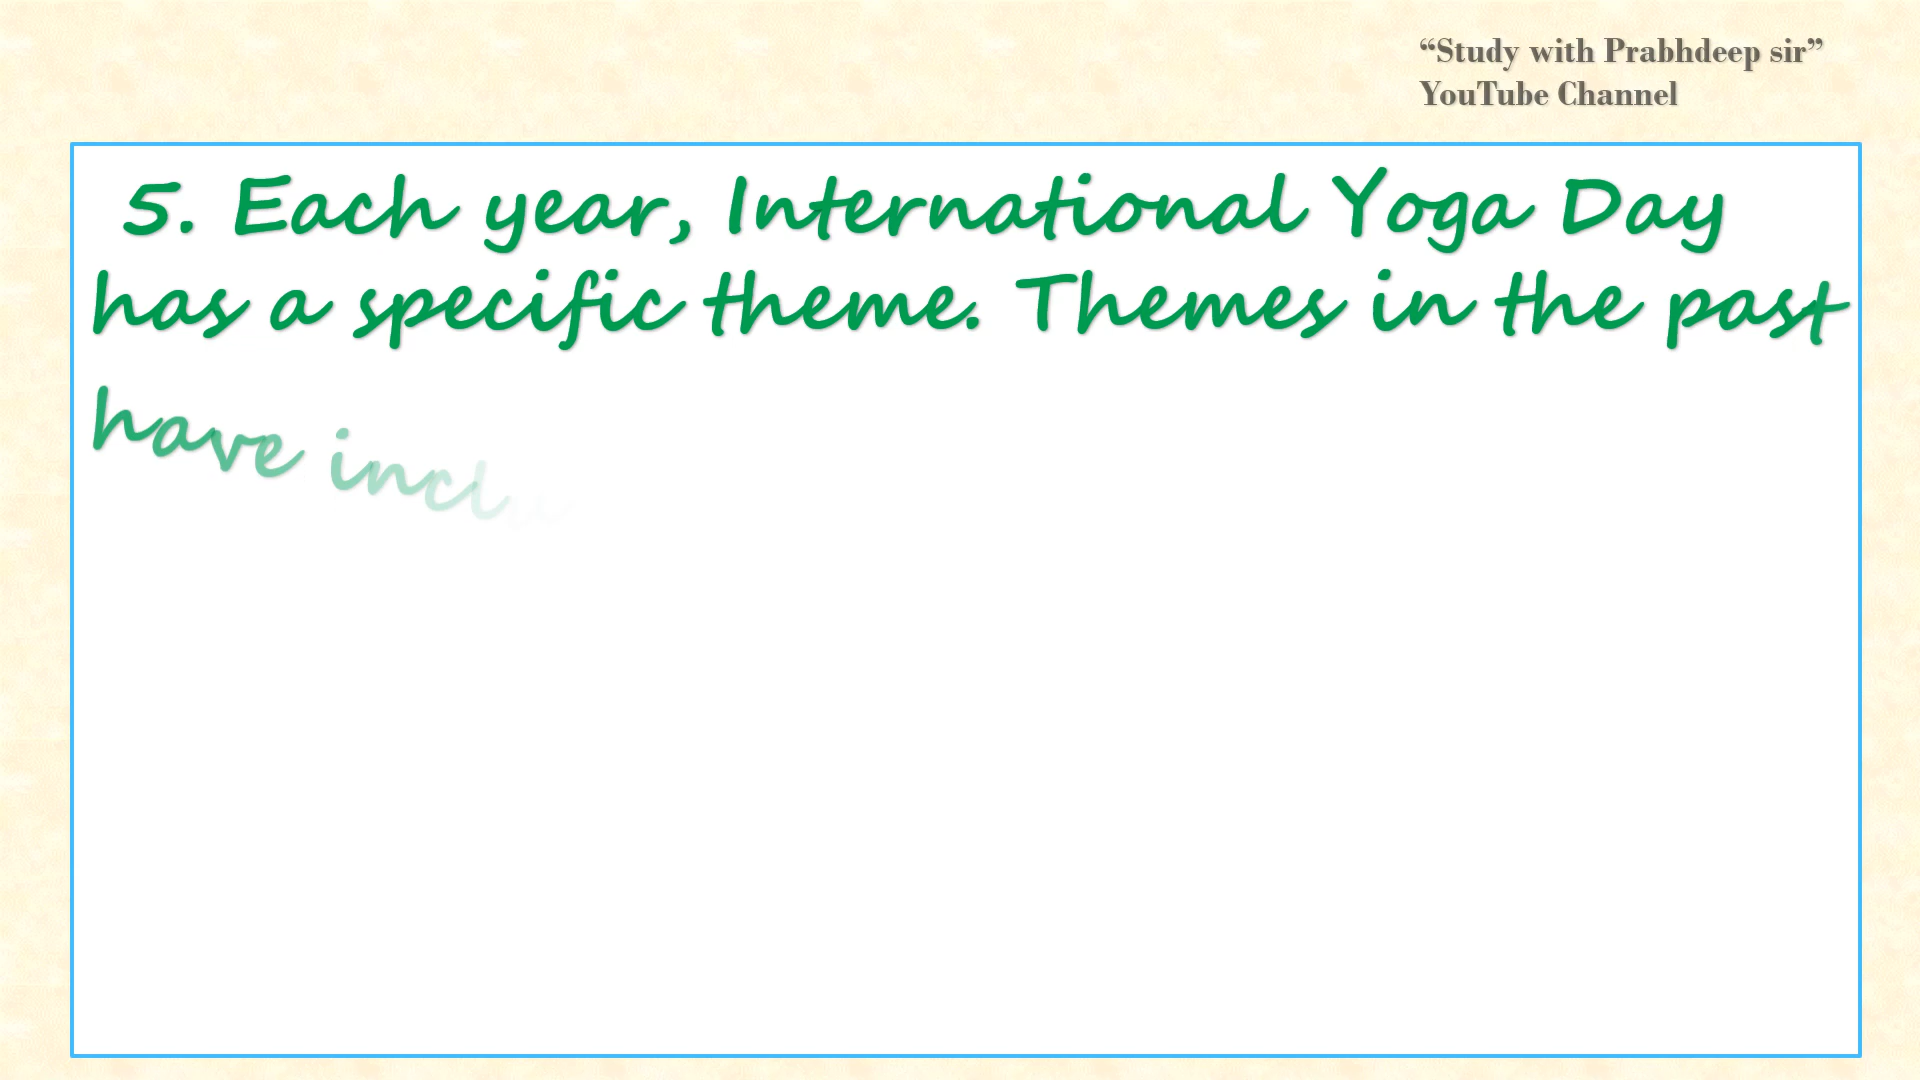 “Study with Prabhdeep sir”
YouTube Channel
5. Each year, International Yoga Day
has a specific theme. Themes in the past
have inclu